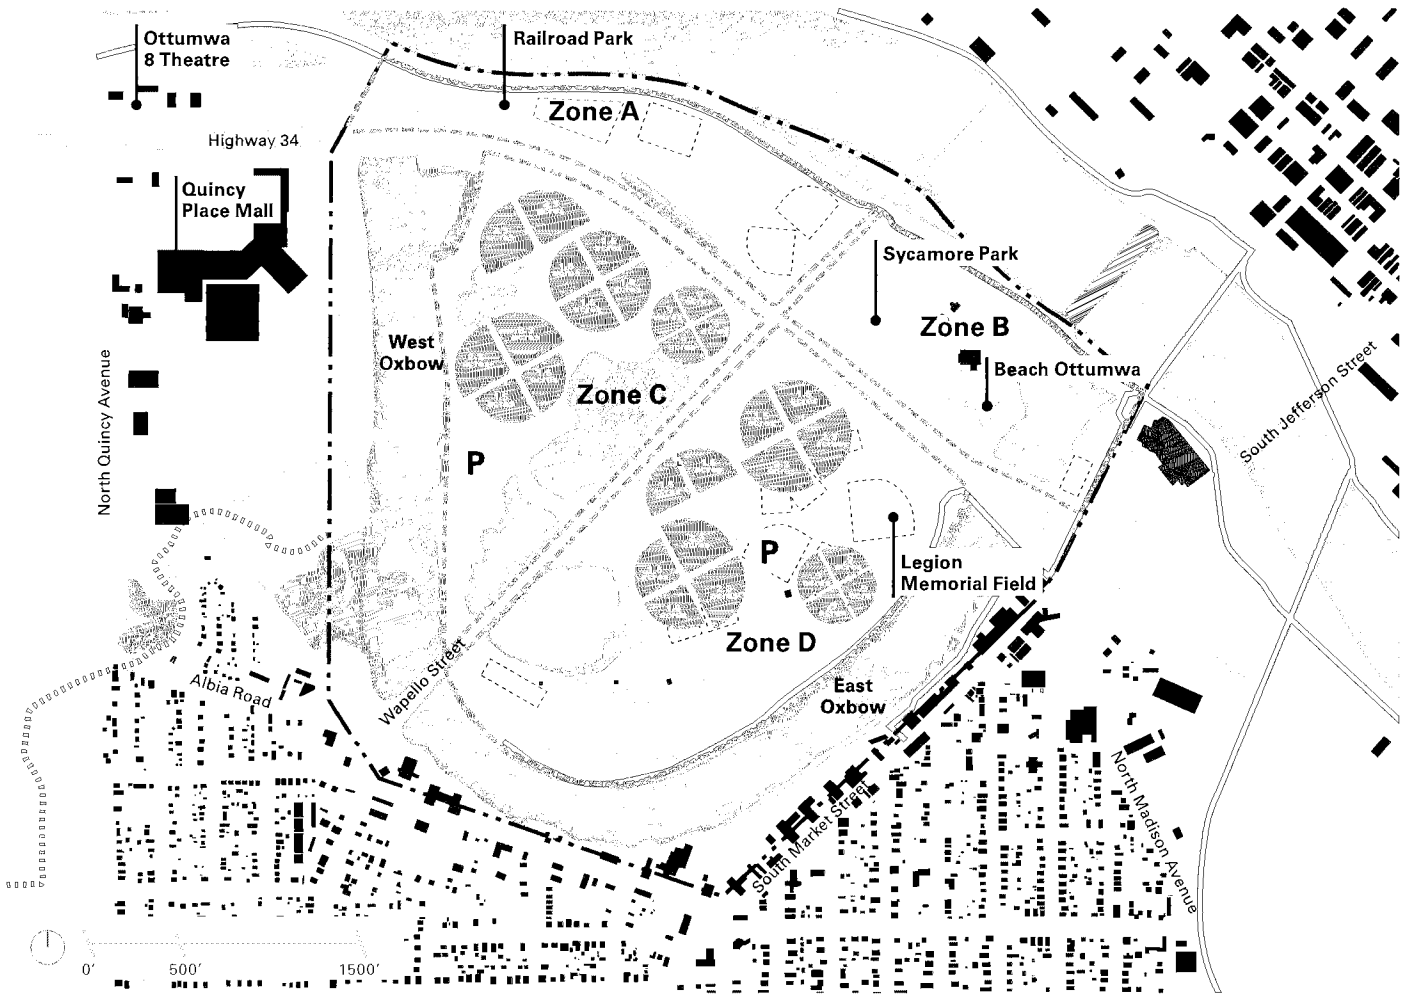 Ottumwa
8 Theatre
Railroad Park
Zone A
Highway 34
Quincy
Place Mall
Sycamore Park
Zone B
West
Oxbow
Beach Ottumwa
North Quincy Avenue
Zone C
South Jefferson Street
P
P
Legion
Memorial Field
Zone D
Wapello Street
Albia Road
East
Oxbow
South Market Street
North Madison Avenue
0'
500'
1500'